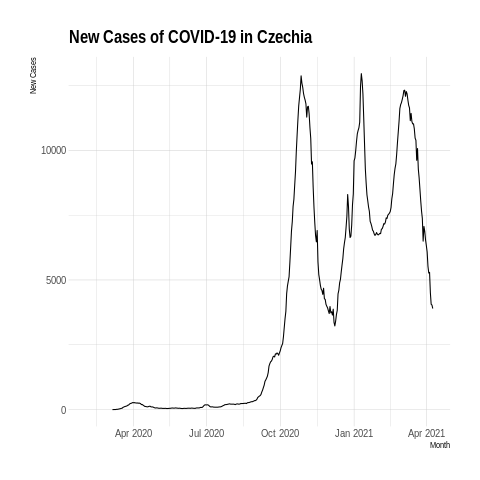 New Cases of COVID-19 in Czechia
New Cases
10000
5000
0
Apr 2020 Jul 2020 Oct 2020 Jan 2021 Apr 2021
Month